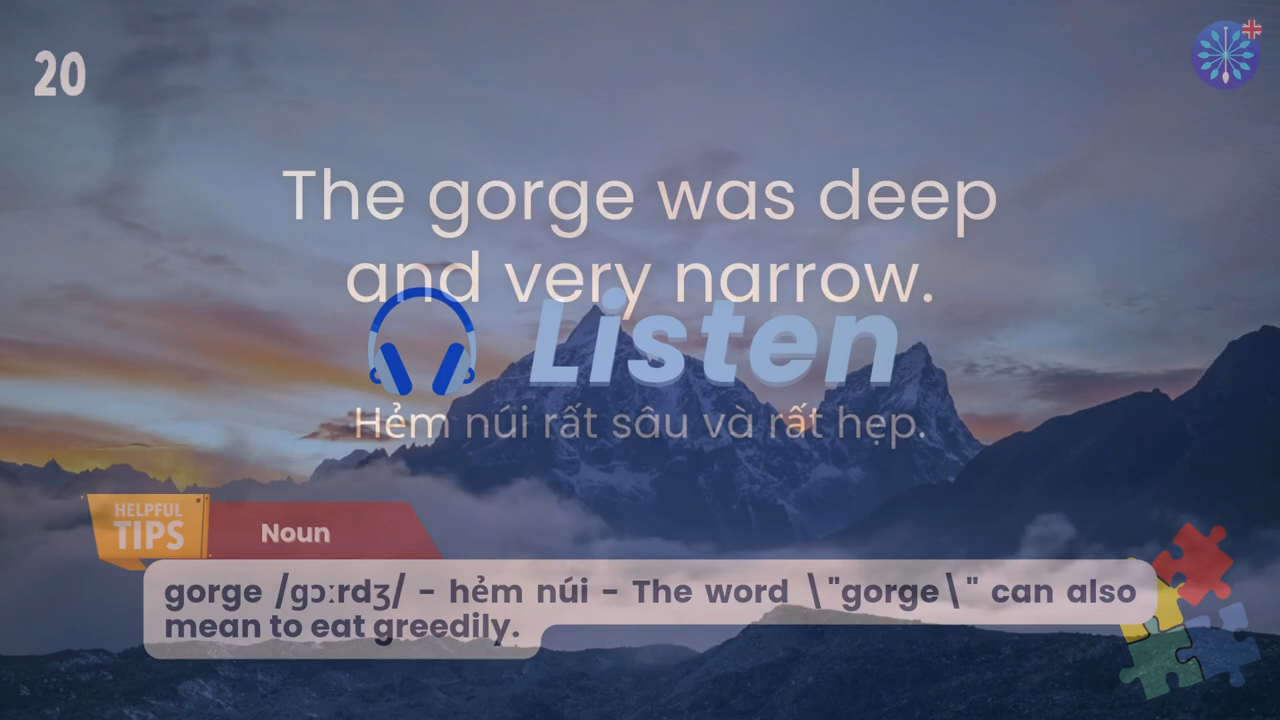 20
The gorge was deep
and very narrow.
Listen
Hẻm núi rất sâu và rất hẹp.
HELPFUL
TIPS
Noun
gorge /gɔːrdʒ/ - hẻm núi - The word \"gorge\" can also
mean to eat greedily.